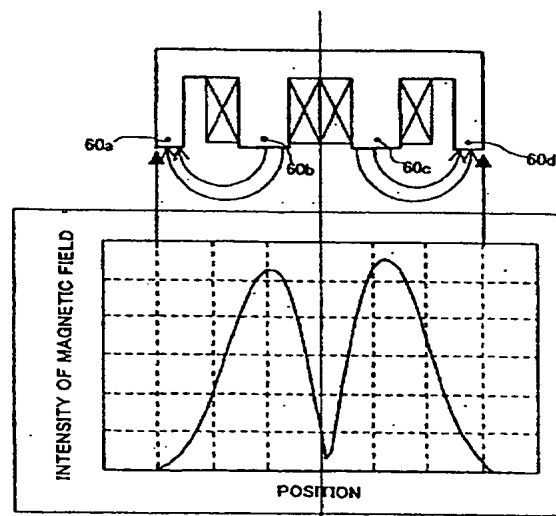 60a
60b
60c
60d
INTENSITY OF MAGNETIC FIELD
POSITION